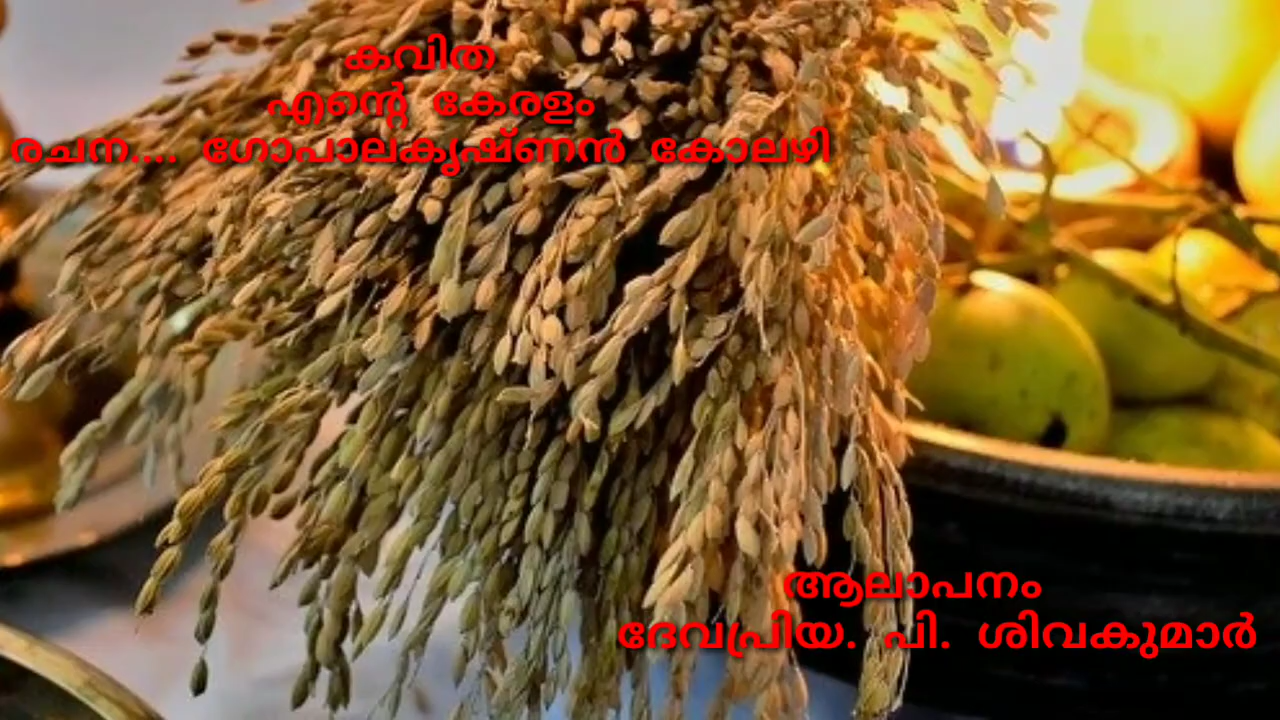 കവിത
എന്റെ കേരളം
രചന.... ഗോപാലകൃഷ്ണൻ കോലഴി
ആലാപനം
ദേവപ്രിയ. പി. ശിവകുമാർ